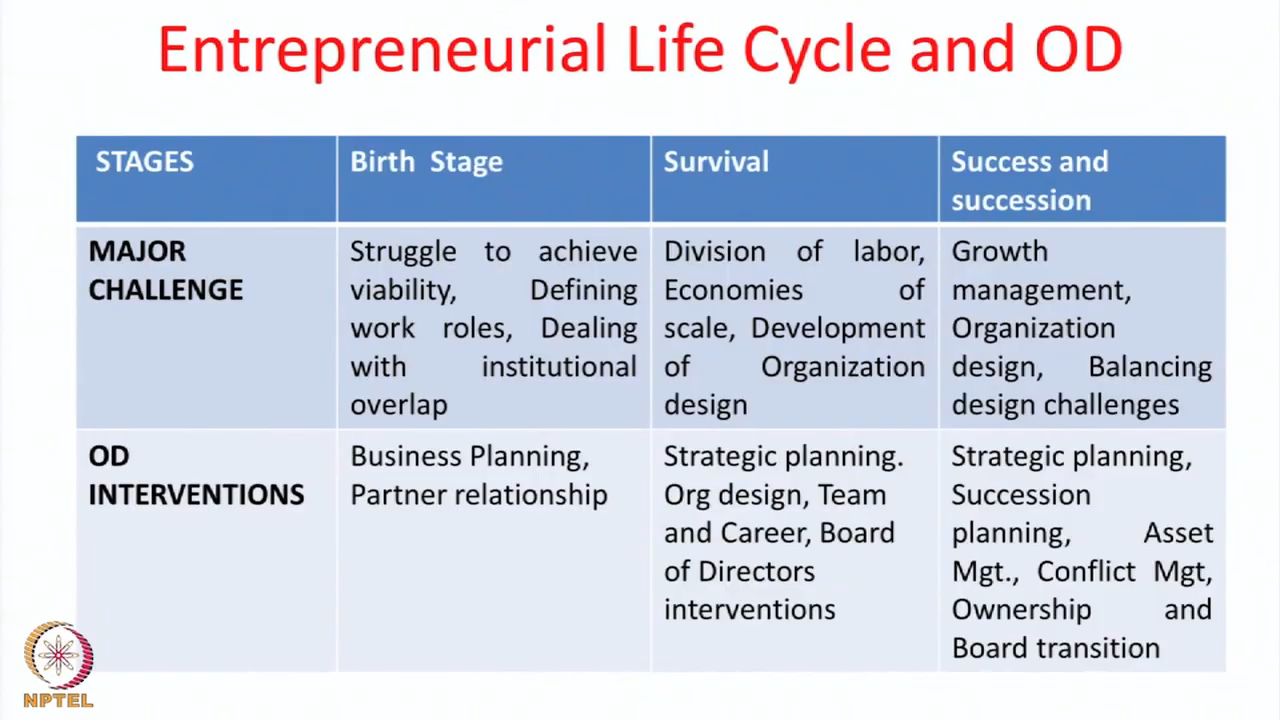 Entrepreneurial Life Cycle and OD
STAGES
Birth Stage
Survival
Success and
succession
MAJOR
CHALLENGE
Struggle to achieve
viability, Defining
work roles, Dealing
with institutional
overlap
Division of labor,
Economies of
scale, Development
of Organization
design
Growth
management,
Organization
design, Balancing
design challenges
OD
INTERVENTIONS
Business Planning,
Partner relationship
Strategic planning.
Org design, Team
and Career, Board
of Directors
interventions
Strategic planning,
Succession
planning, Asset
Mgt., Conflict Mgt,
Ownership and
Board transition
NPTEL